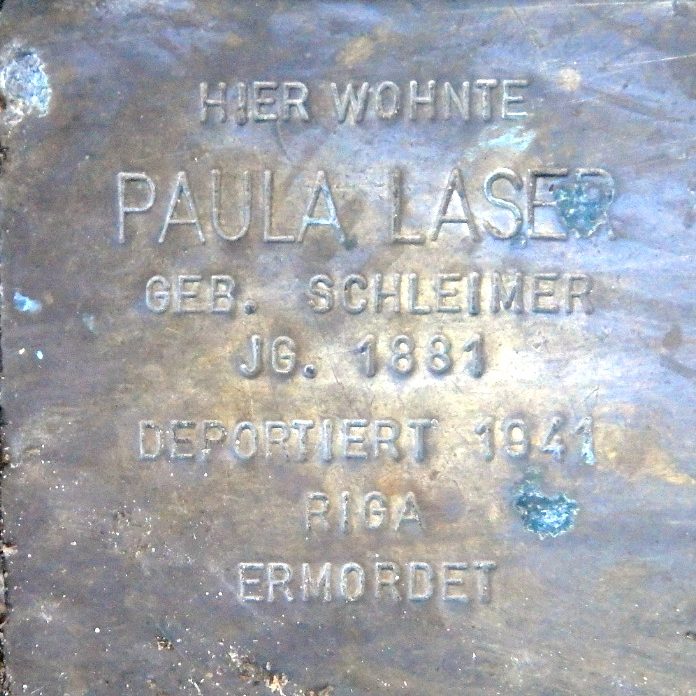 HIER WOHNTE
PAULA LASER
GEB. SCHLEIMER
JG. 1881
DEPORTIERT 1941
RIGA
ERMORDET